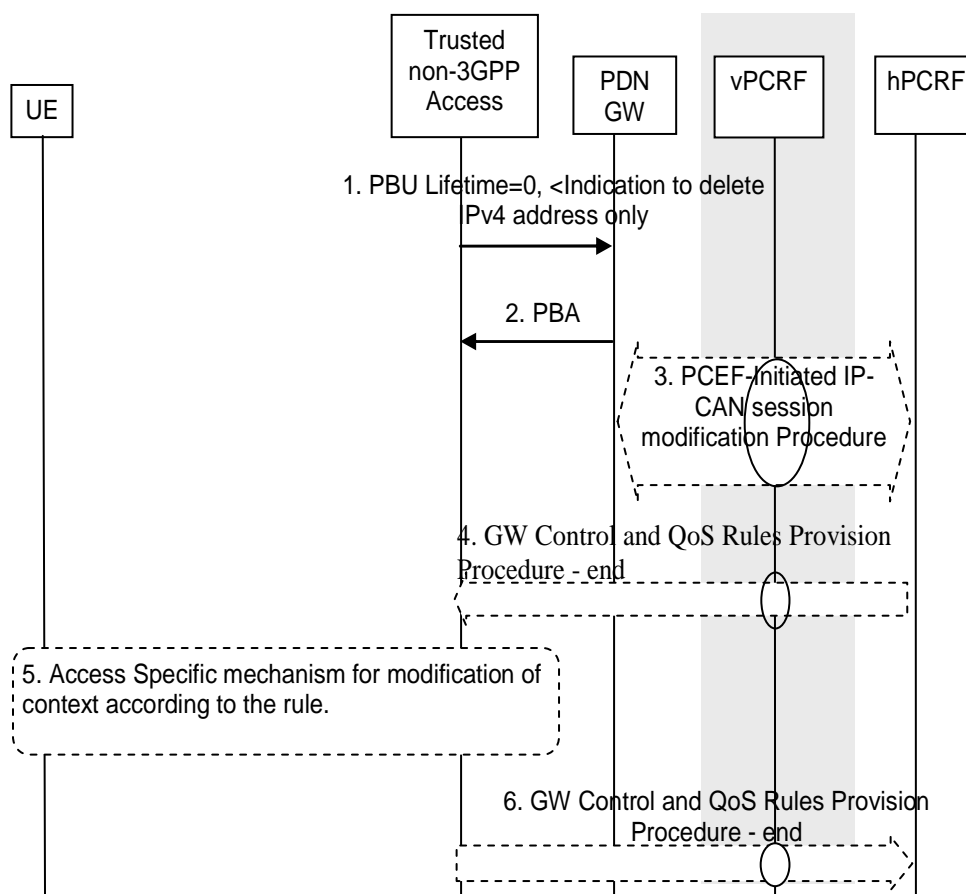 Trusted
non-3GPP
Access
PDN
GW
vPCRF
hPCRF
UE
1. PBU Lifetime=0, <Indication to delete
IPv4 address only
2. PBA
3. PCEF-Initiated IP-
CAN session
modification Procedure
4. GW Control and QoS Rules Provision
Procedure - end
5. Access Specific mechanism for modification of
context according to the rule.
6. GW Control and QoS Rules Provision
Procedure - end